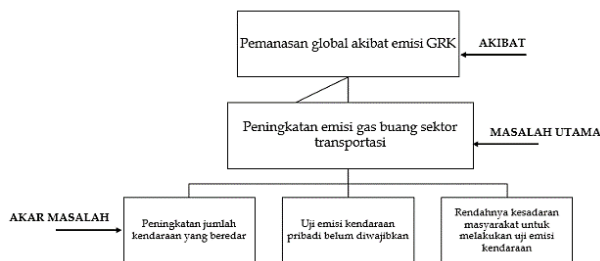 Pemanasan global akibat emisi GRK
AKIBAT
Peningkatan emisi gas buang sektor
transportasi
MASALAH UTAMA
AKAR MASALAH
Peningkatan jumlah
kendaraan yang beredar
Uji emisi kendaraan
pribadi belum diwajibkan
Rendahnya kesadaran
masyarakat untuk
melakukan uji emisi
kendaraan